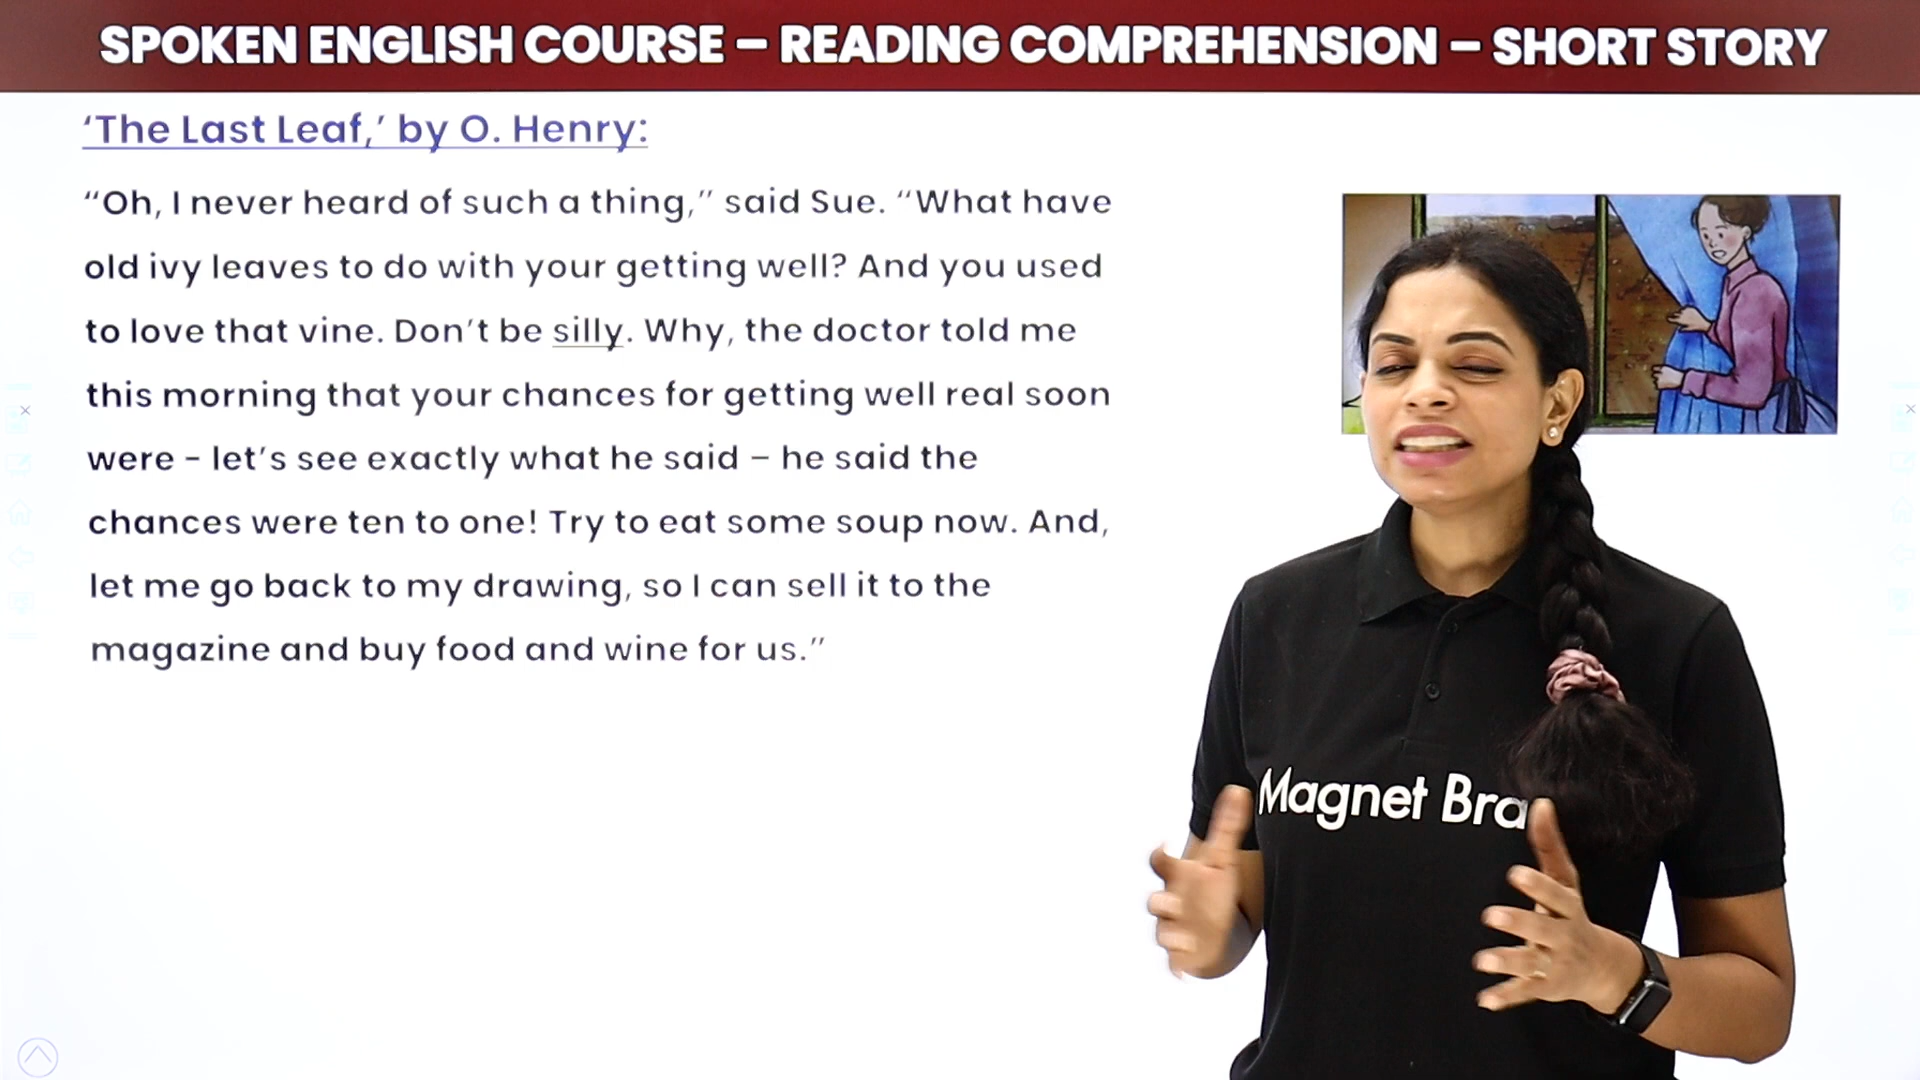 SPOKEN ENGLISH COURSE – READING COMPREHENSION – SHORT STORY
‘The Last Leaf,’ by O. Henry:
“Oh, I never heard of such a thing,” said Sue. “What have
old ivy leaves to do with your getting well? And you used
to love that vine. Don’t be silly. Why, the doctor told me
this morning that your chances for getting well real soon
were - let’s see exactly what he said – he said the
chances were ten to one! Try to eat some soup now. And,
let me go back to my drawing, so I can sell it to the
magazine and buy food and wine for us.”
Magnet Bra